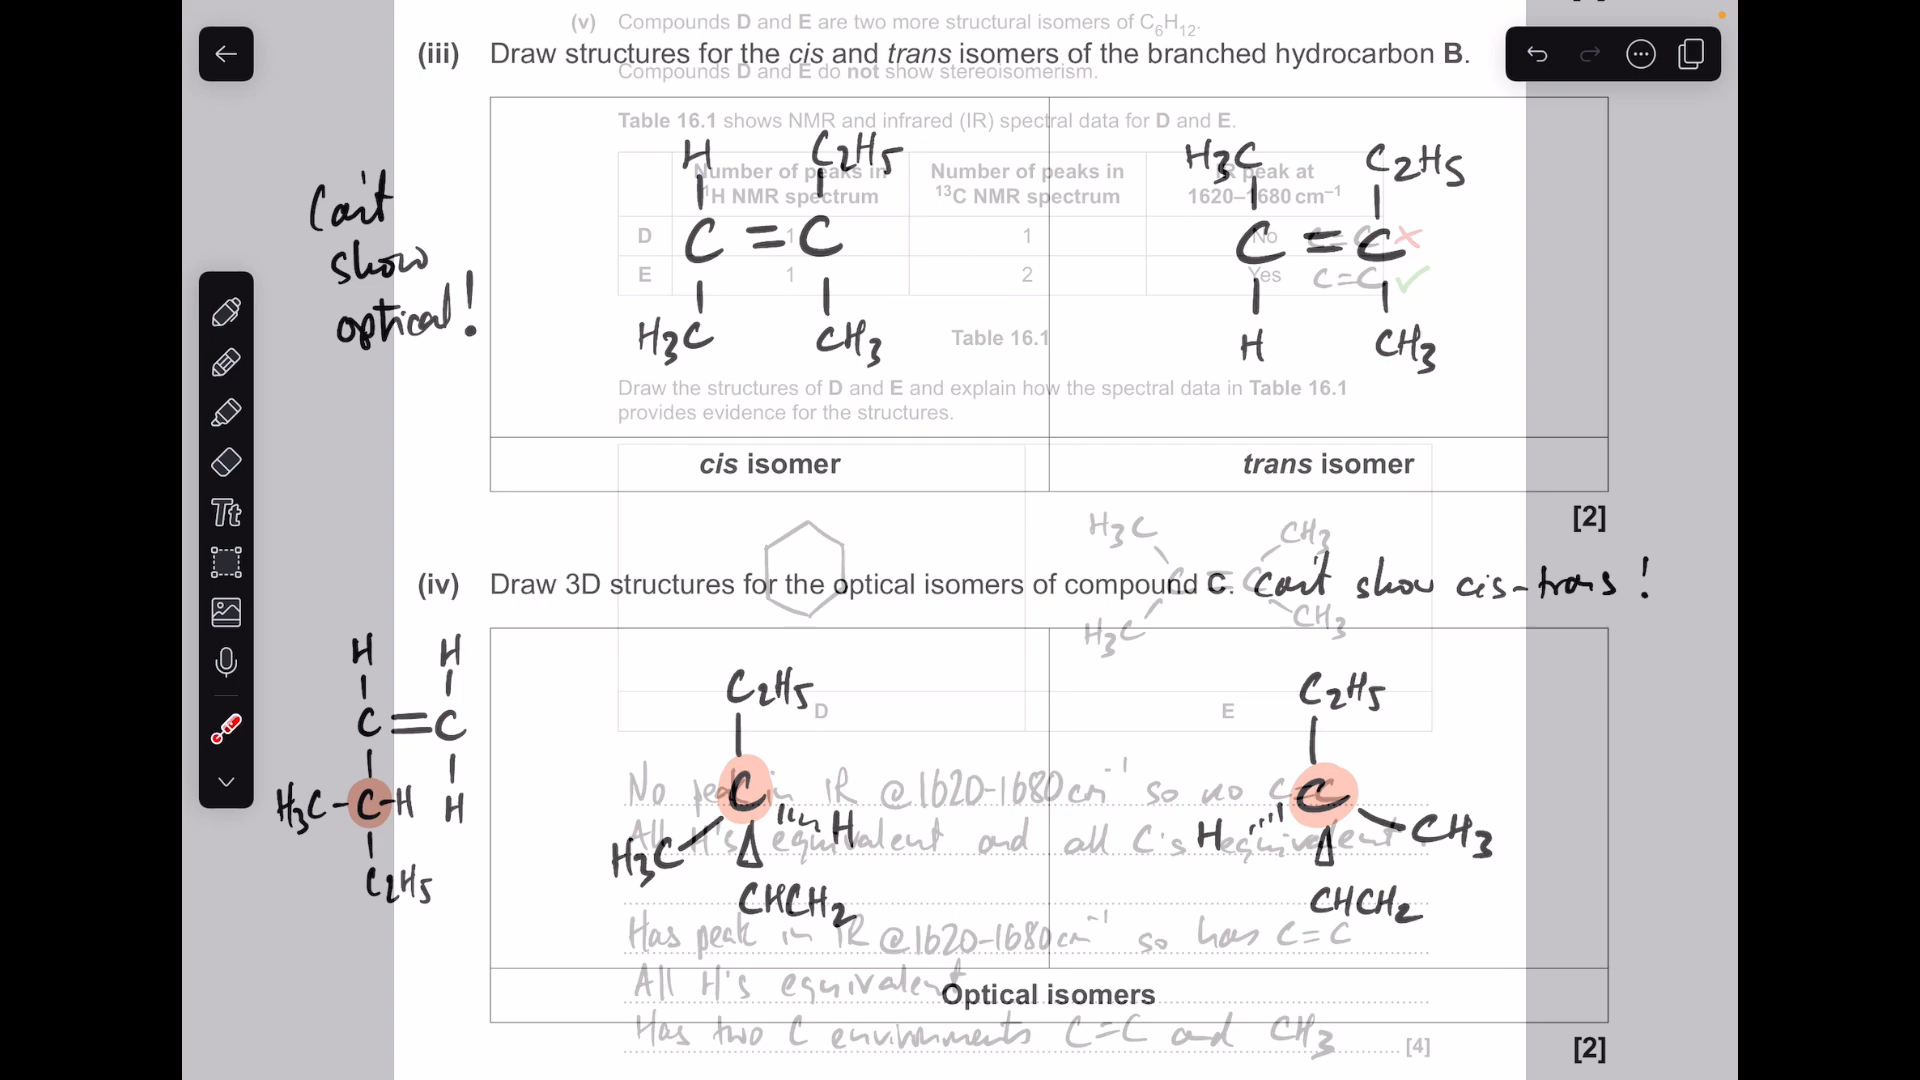 (v) Compounds D and E are two more structural isomers of C6H12.
(iii) Draw structures for the cis and trans isomers of the branched hydrocarbon B.
Compounds D and E do not show stereoisomerism.
Table 16.1 shows NMR and infrared (IR) spectral data for D and E.
Number of peaks in 1H NMR spectrum
Number of peaks in 13C NMR spectrum
IR peak at 1620–1680 cm–1
D 1 1 No C=C ✗
E 1 2 Yes C=C ✓
Table 16.1
Draw the structures of D and E and explain how the spectral data in Table 16.1
provides evidence for the structures.
Can't
show
optical!
H C2H5
C = C
H3C CH3
H3C C2H5
C = C
H CH3
cis isomer
trans isomer
[2]
H3C CH3
C = C
H3C CH3
(iv) Draw 3D structures for the optical isomers of compound C. Can't show cis-trans!
H H
C=C
H3C-C-H H
C2H5
C2H5
C
H3C H
CHCH2
C2H5
C
H CH3
CHCH2
D
E
No peak in IR @ 1620-1680 cm-1 so no C=C
All H's equivalent and all C's equivalent.
Has peak in IR @ 1620-1680 cm-1 so has C=C
All H's equivalent
Optical isomers
Has two C environments C=C and CH3
[4]
[2]
Tt